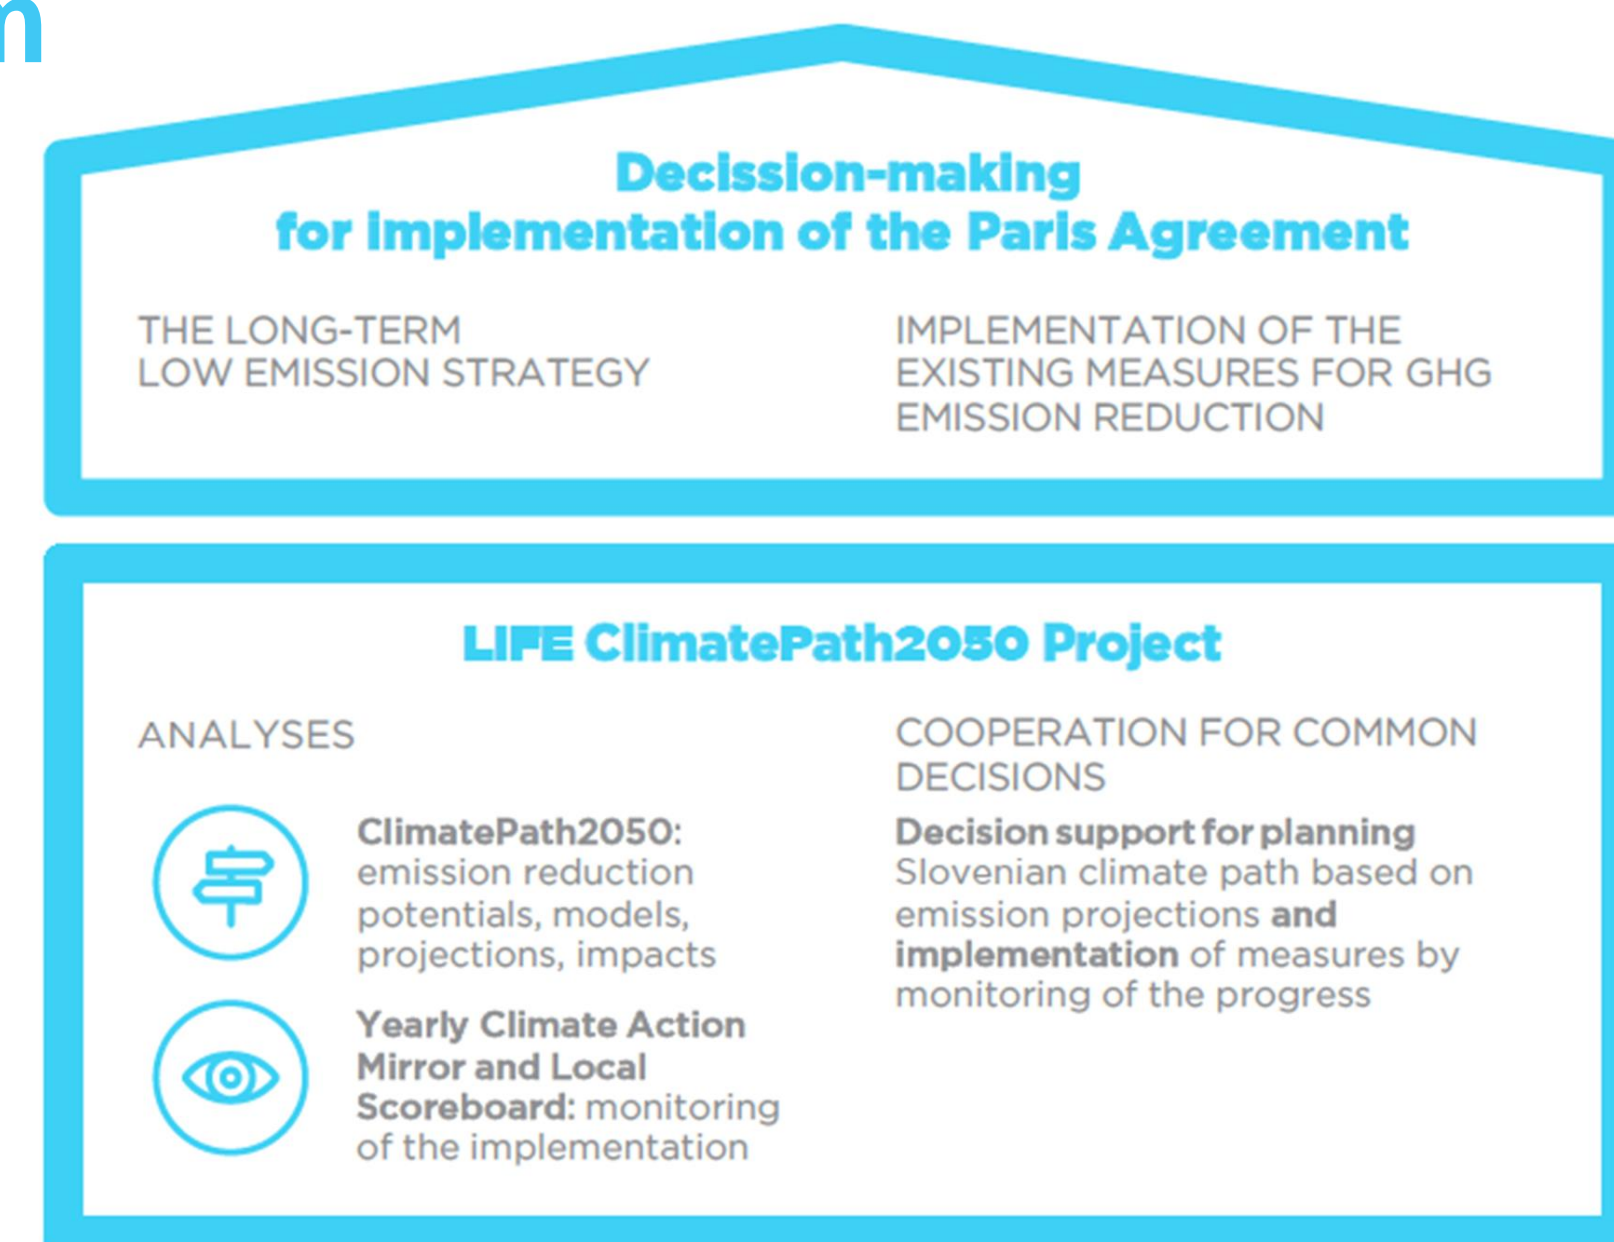 n
Decission-making
for implementation of the Paris Agreement
THE LONG-TERM
LOW EMISSION STRATEGY
IMPLEMENTATION OF THE
EXISTING MEASURES FOR GHG
EMISSION REDUCTION
LIFE ClimatePath2050 Project
ANALYSES
ClimatePath2050:
emission reduction
potentials, models,
projections, impacts
Yearly Climate Action
Mirror and Local
Scoreboard: monitoring
of the implementation
COOPERATION FOR COMMON
DECISIONS
Decision support for planning
Slovenian climate path based on
emission projections and
implementation of measures by
monitoring of the progress